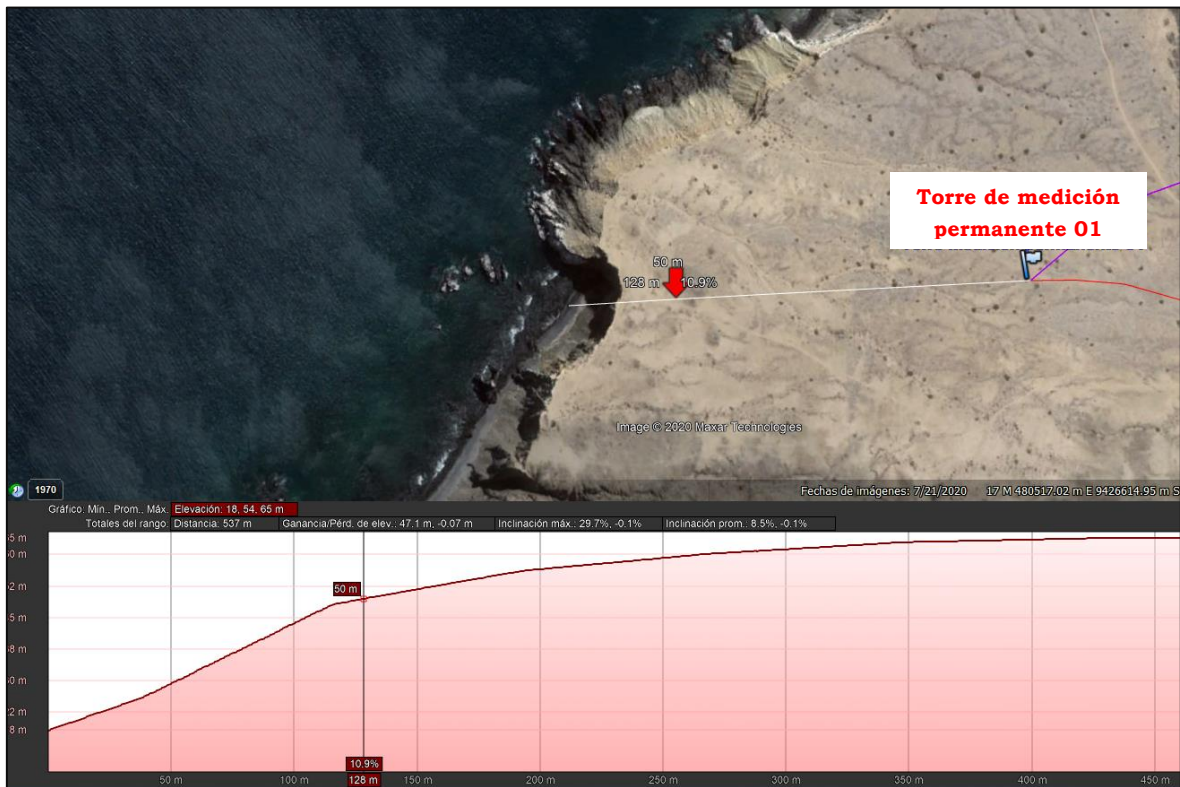 Torre de medición
permanente 01
50 m
128 m 10.9%
Image © 2020 Maxar Technologies
1970
Fechas de imágenes: 7/21/2020 17 M 480517.02 m E 9426614.95 m S
Gráfico: Mín., Prom., Máx. Elevación: 18, 54, 65 m
Totales del rango: Distancia: 537 m Ganancia/Pérd. de elev.: 47.1 m, -0.07 m Inclinación máx.: 29.7%, -0.1% Inclinación prom.: 8.5%, -0.1%
50 m
10.9%
50 m 100 m 128 m 150 m 200 m 250 m 300 m 350 m 400 m 450 m